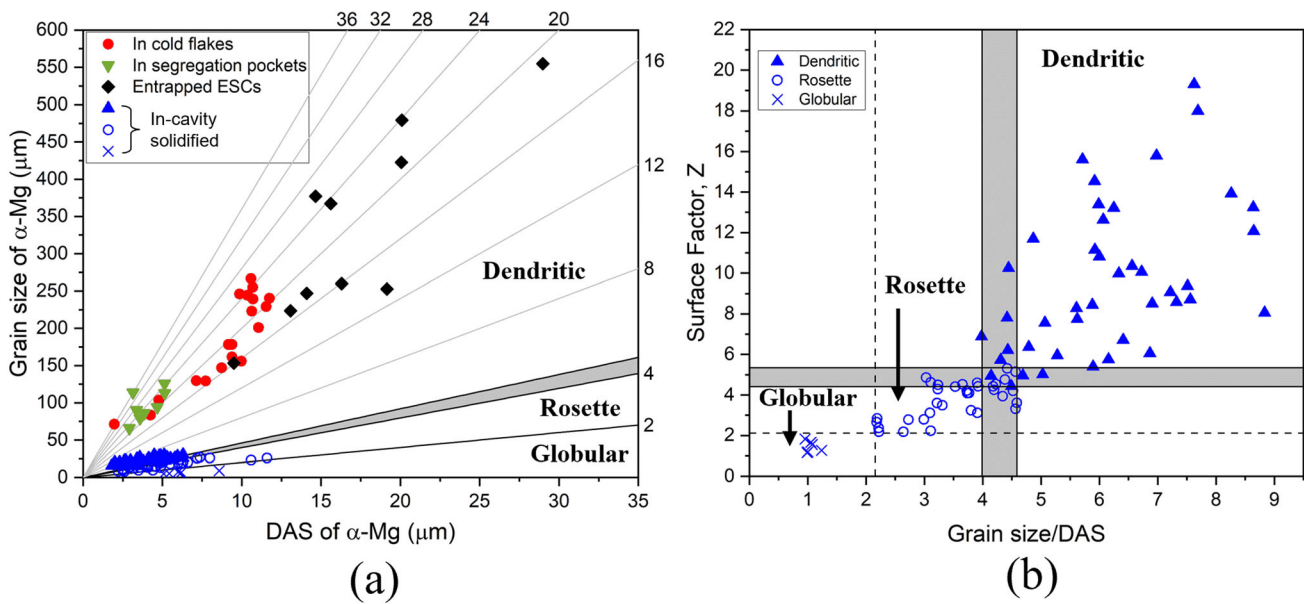 36 32 28 24 20
600
550
500
450
400
350
300
250
200
150
100
50
0
Grain size of α-Mg (μm)
In cold flakes
In segregation pockets
Entrapped ESCs
In-cavity
solidified
16
12
8
4
2
Dendritic
Rosette
Globular
0 5 10 15 20 25 30 35
DAS of α-Mg (μm)
(a)
22
20
18
16
14
12
10
8
6
4
2
0
Surface Factor, Z
Dendritic
Rosette
Globular
Dendritic
Rosette
Globular
0 1 2 3 4 5 6 7 8 9
Grain size/DAS
(b)